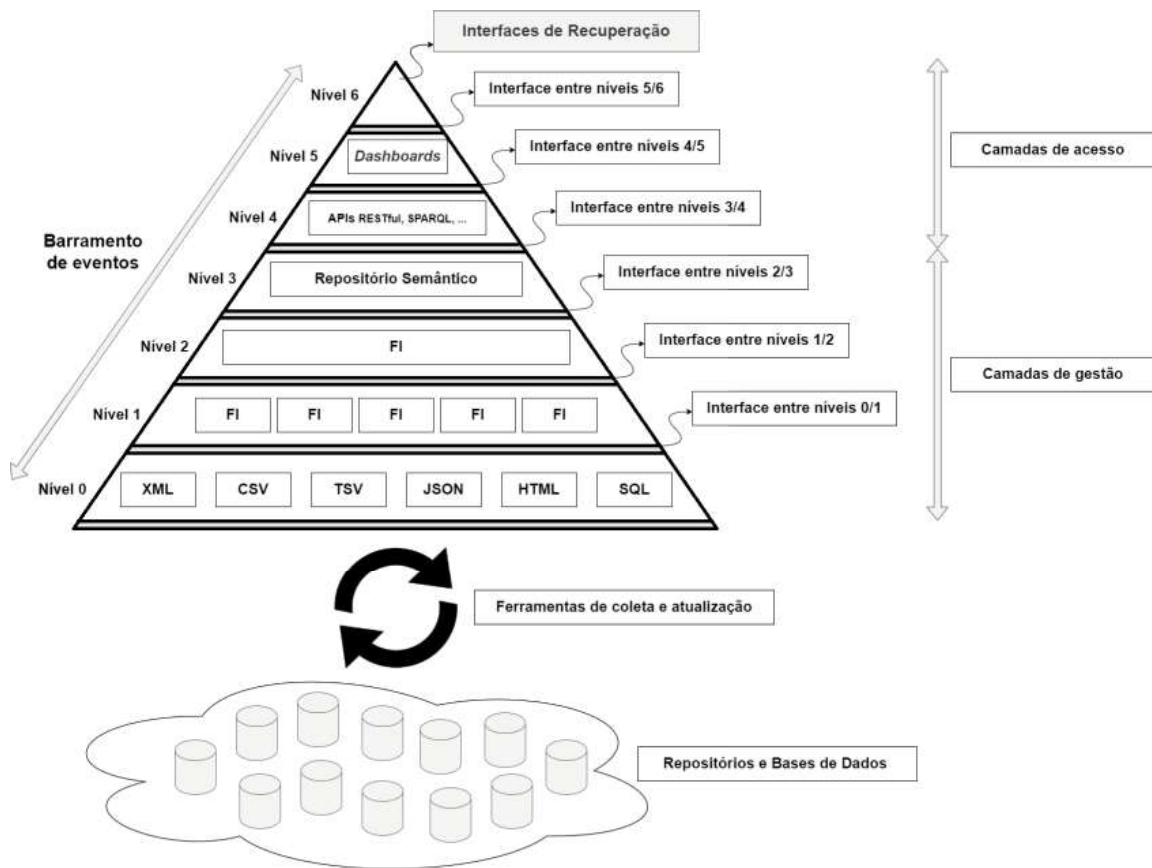 Interfaces de Recuperação
Nível 6
Interface entre níveis 5/6
Nível 5
Dashboards
Interface entre níveis 4/5
Camadas de acesso
Nível 4
APIs RESTful, SPARQL, ...
Interface entre níveis 3/4
Barramento
de eventos
Nível 3
Repositório Semântico
Interface entre níveis 2/3
Nível 2
FI
Interface entre níveis 1/2
Camadas de gestão
Nível 1
FI FI FI FI FI
Interface entre níveis 0/1
Nível 0
XML CSV TSV JSON HTML SQL
Ferramentas de coleta e atualização
Repositórios e Bases de Dados